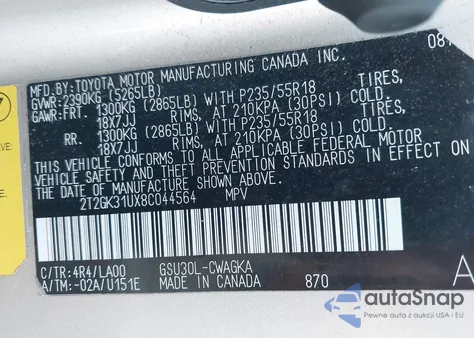 MFD.BY:TOYOTA MOTOR MANUFACTURING CANADA INC. 08/
GVWR:2390KG (5265LB)
GAWR:FRT. 1300KG (2865LB) WITH P235/55R18 TIRES,
18X7JJ RIMS, AT 210KPA (30PSI) COLD.
RR. 1300KG (2865LB) WITH P235/55R18 TIRES,
18X7JJ RIMS, AT 210KPA (30PSI) COLD.
THIS VEHICLE CONFORMS TO ALL APPLICABLE FEDERAL MOTOR
VEHICLE SAFETY AND THEFT PREVENTION STANDARDS IN EFFECT ON
THE DATE OF MANUFACTURE SHOWN ABOVE.
2T2GK31UX8C044564 MPV
C/TR:4R4/LA00 GSU30L-CWAGKA A
A/TM:-02A/U151E MADE IN CANADA 870
autoSnap
AUTOS FROM USA I EU